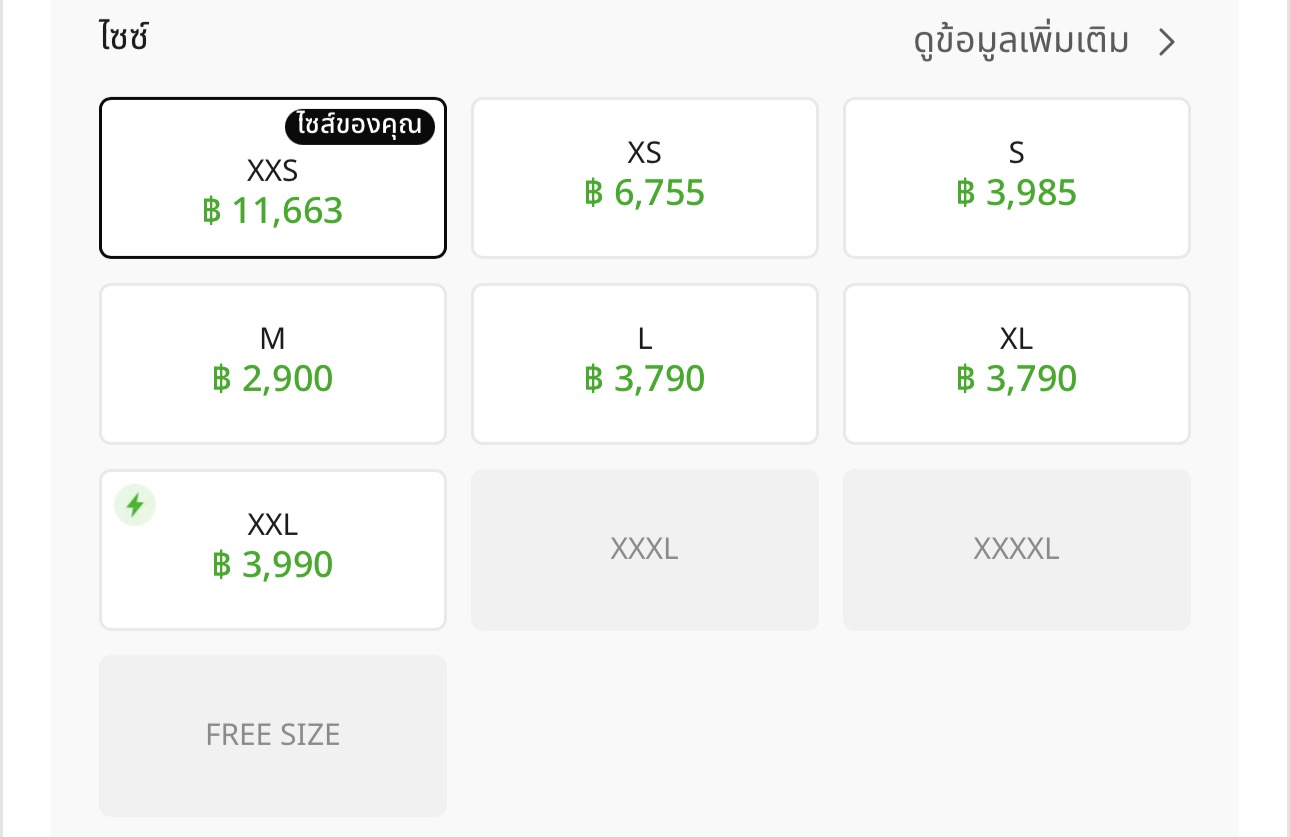 ไซซ์
ดูข้อมูลเพิ่มเติม
ไซส์ของคุณ
XXS
฿ 11,663
XS
฿ 6,755
S
฿ 3,985
M
฿ 2,900
L
฿ 3,790
XL
฿ 3,790
XXL
฿ 3,990
XXXL
XXXXL
FREE SIZE